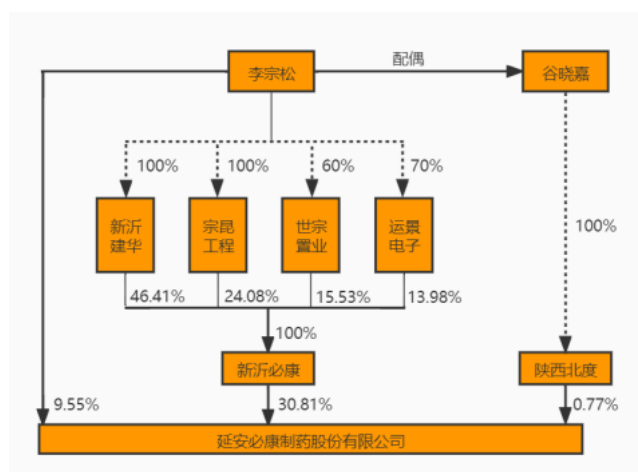 配偶
李宗松
谷晓嘉
100%
100%
60%
70%
新沂
建华
宗昆
工程
世宗
置业
运景
电子
100%
46.41%
24.08%
15.53%
13.98%
100%
新沂必康
陕西北度
9.55%
30.81%
0.77%
延安必康制药股份有限公司